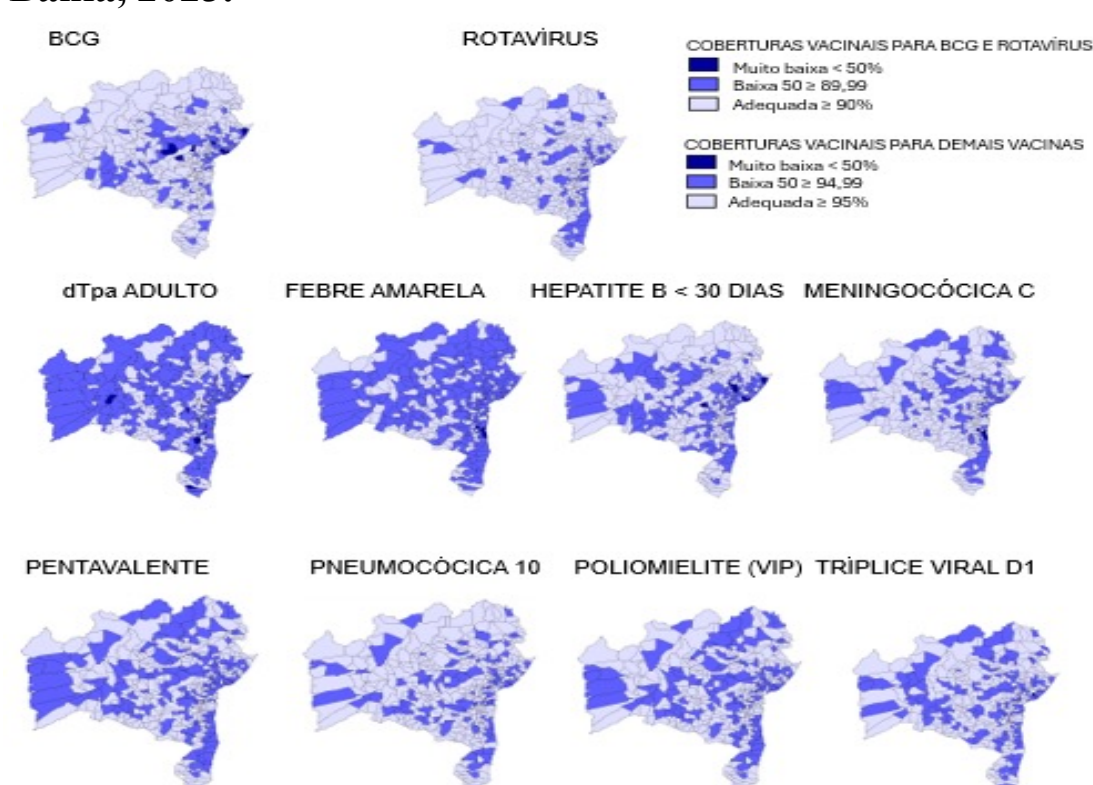 BCG
ROTAVÍRUS
COBERTURAS VACINAIS PARA BCG E ROTAVÍRUS
Muito baixa < 50%
Baixa 50 ≥ 89,99
Adequada ≥ 90%
COBERTURAS VACINAIS PARA DEMAIS VACINAS
Muito baixa < 50%
Baixa 50 ≥ 94,99
Adequada ≥ 95%
dTpa ADULTO
FEBRE AMARELA
HEPATITE B < 30 DIAS
MENINGOCÓCICA C
PENTAVALENTE
PNEUMOCÓCICA 10
POLIOMIELITE (VIP)
TRÍPLICE VIRAL D1